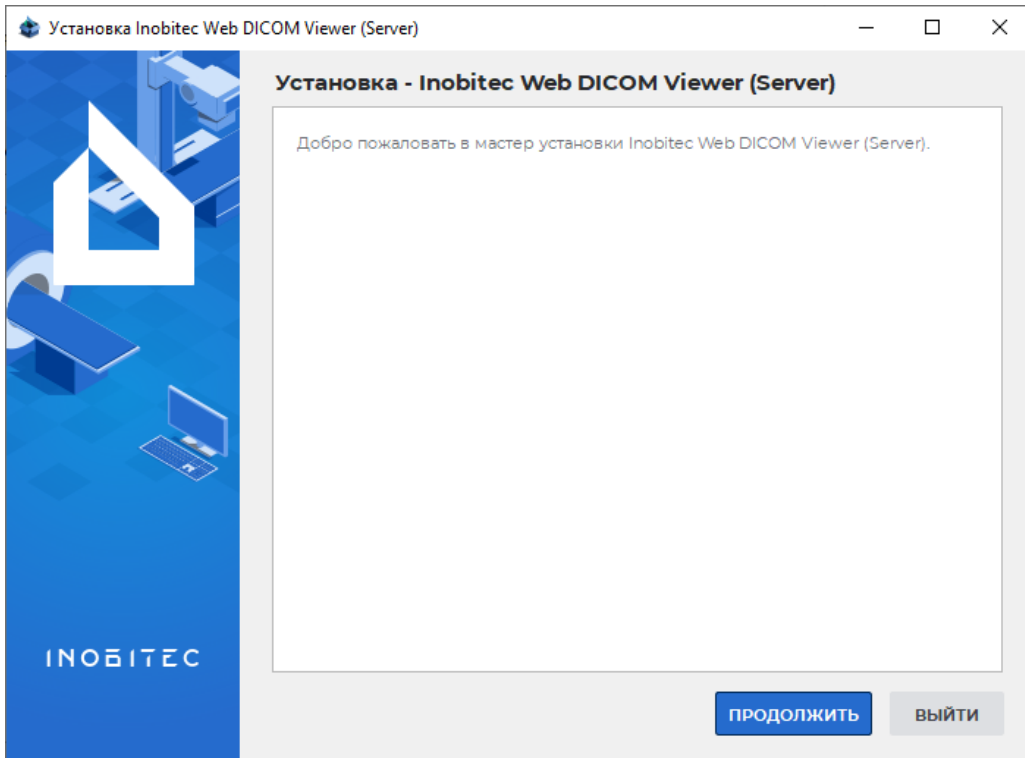 Установка Inobitec Web DICOM Viewer (Server)
Установка - Inobitec Web DICOM Viewer (Server)
Добро пожаловать в мастер установки Inobitec Web DICOM Viewer (Server).
INOBITEC
ПРОДОЛЖИТЬ
ВЫЙТИ